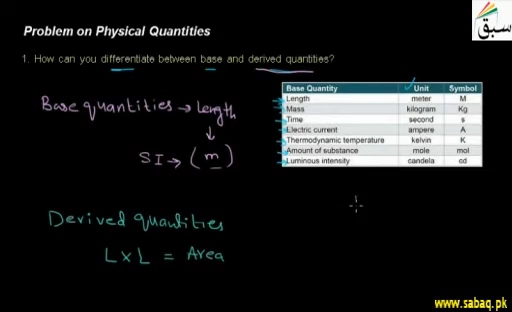 سبق
Problem on Physical Quantities
1. How can you differentiate between base and derived quantities?
Base quantities → Length
↓
SI → (m)
Base Quantity Unit Symbol
Length meter M
Mass kilogram Kg
Time second s
Electric current ampere A
Thermodynamic temperature kelvin K
Amount of substance mole mol
Luminous intensity candela cd
Derived quantities
L x L = Area
www.sabaq.pk